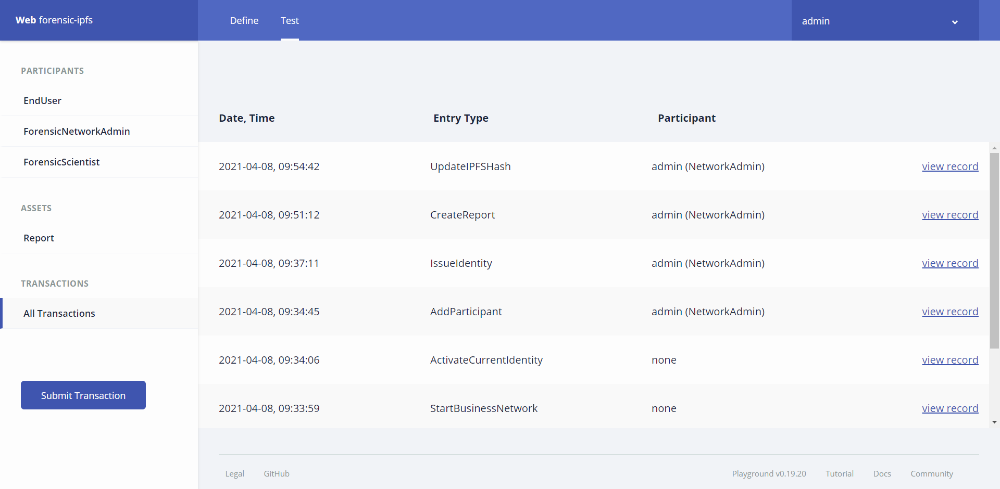 Web forensic-ipfs
Define
Test
admin
PARTICIPANTS
EndUser
ForensicNetworkAdmin
ForensicScientist
ASSETS
Report
TRANSACTIONS
All Transactions
Submit Transaction
Date, Time Entry Type Participant
2021-04-08, 09:54:42 UpdateIPFSHash admin (NetworkAdmin) view record
2021-04-08, 09:51:12 CreateReport admin (NetworkAdmin) view record
2021-04-08, 09:37:11 IssueIdentity admin (NetworkAdmin) view record
2021-04-08, 09:34:45 AddParticipant admin (NetworkAdmin) view record
2021-04-08, 09:34:06 ActivateCurrentIdentity none view record
2021-04-08, 09:33:59 StartBusinessNetwork none view record
Legal GitHub Playground v0.19.20 Tutorial Docs Community